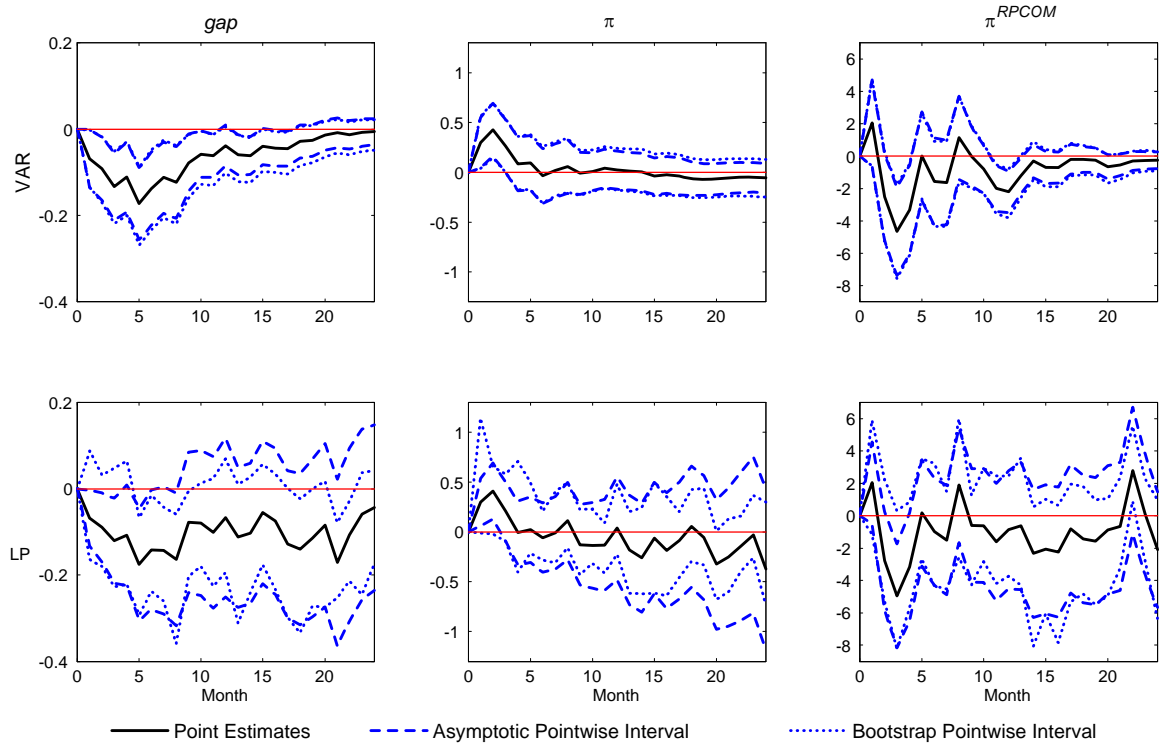 gap π π^RPCOM
VAR
0.2
0
-0.2
-0.4
0 5 10 15 20
1
0.5
0
-0.5
-1
0 5 10 15 20
6
4
2
0
-2
-4
-6
-8
0 5 10 15 20
LP
0.2
0
-0.2
-0.4
0 5 10 15 20
Month
1
0.5
0
-0.5
-1
0 5 10 15 20
Month
6
4
2
0
-2
-4
-6
-8
0 5 10 15 20
Month
Point Estimates Asymptotic Pointwise Interval Bootstrap Pointwise Interval